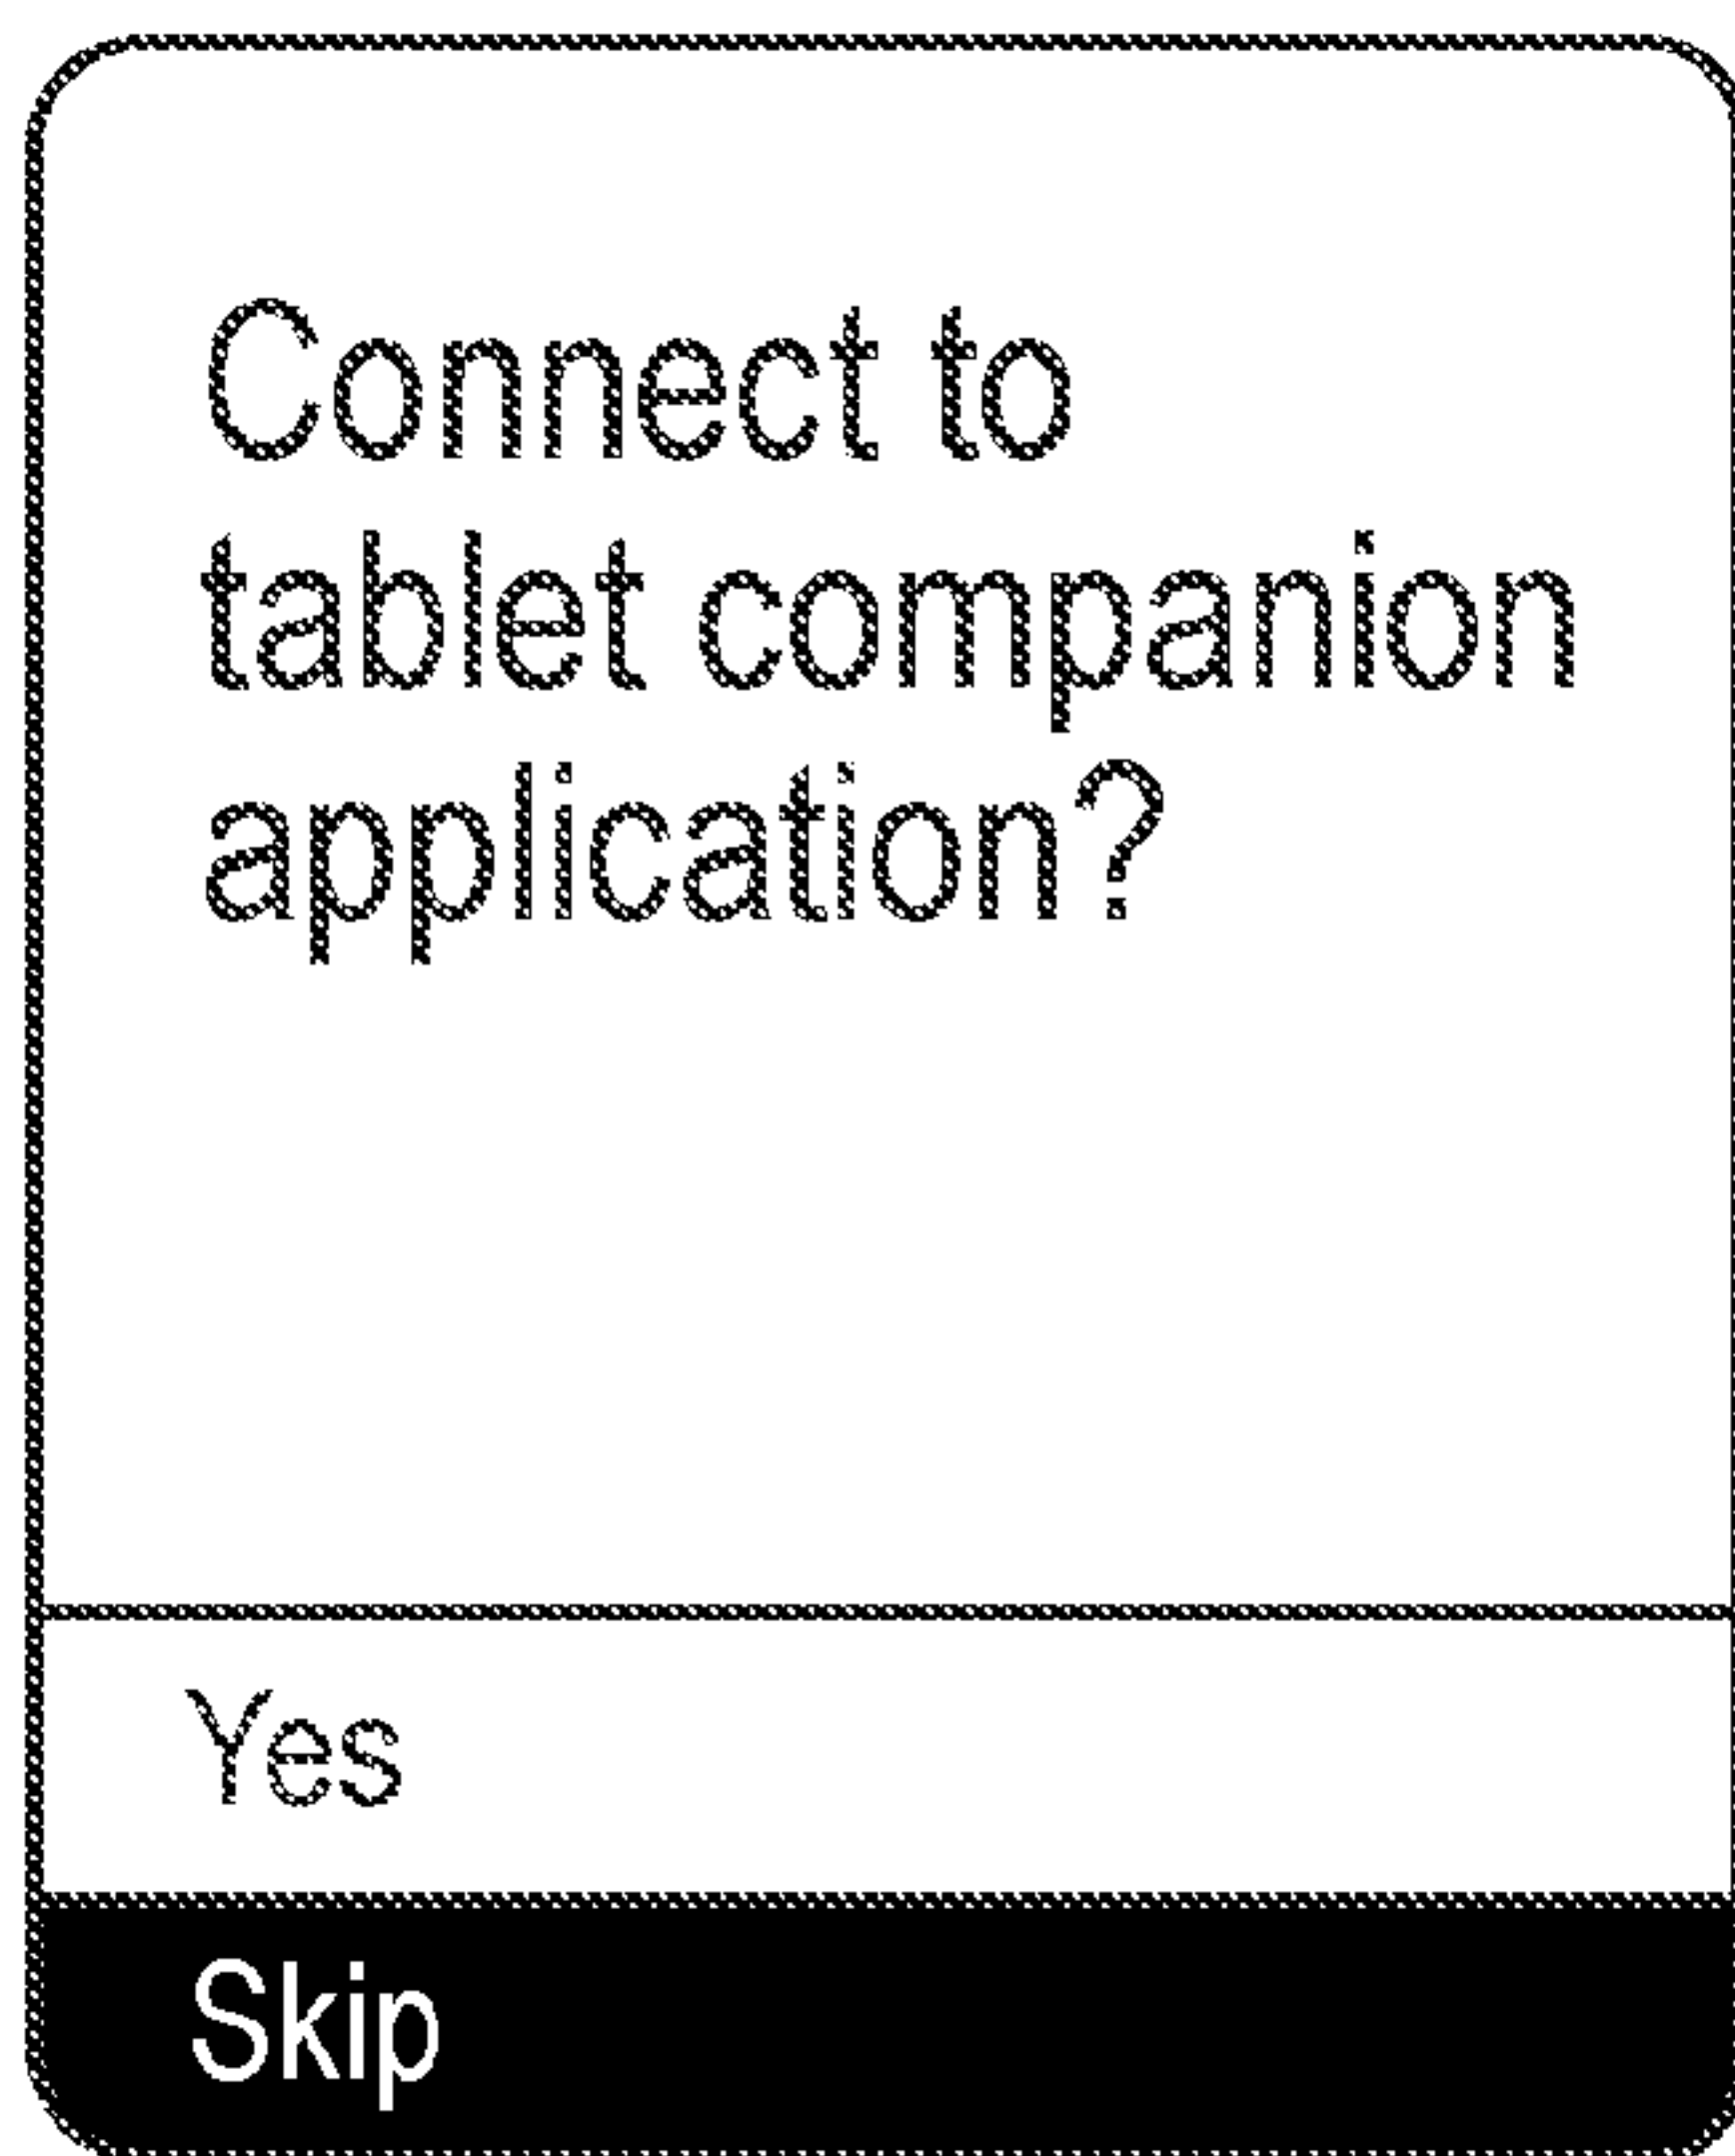 Connect to
tablet companion
application?
Yes
Skip